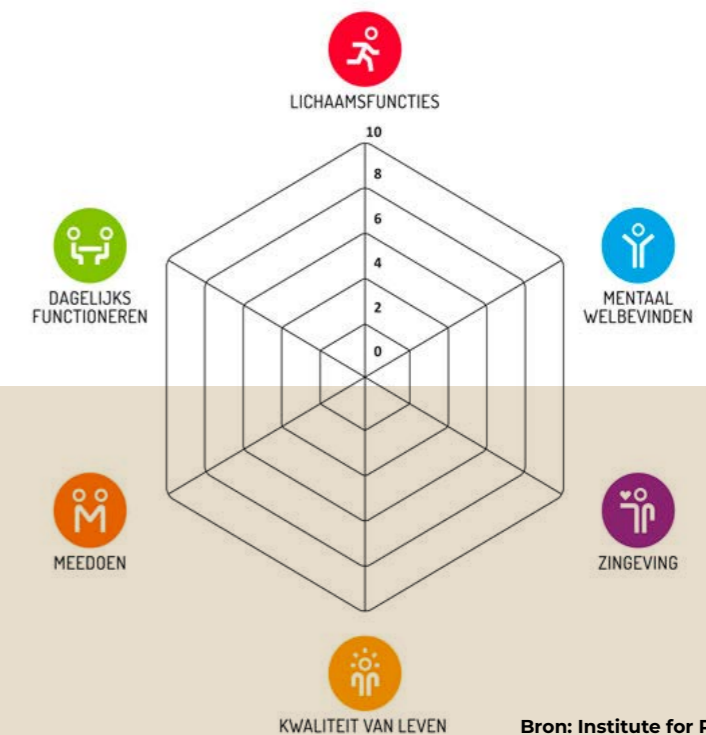 LICHAAMSFUNCTIES
10
8
6
4
2
0
DAGELIJKS
FUNCTIONEREN
MENTAAL
WELBEVINDEN
MEEDOEN
ZINGEVING
KWALITEIT VAN LEVEN
Bron: Institute for